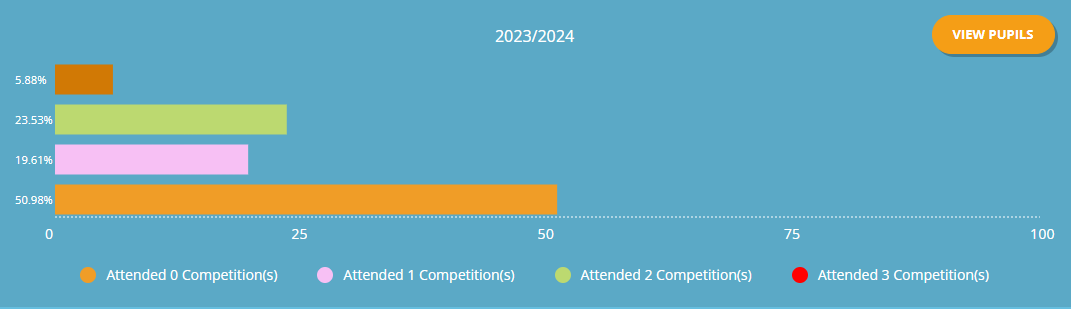 2023/2024
VIEW PUPILS
5.88%
23.53%
19.61%
50.98%
0 25 50 75 100
Attended 0 Competition(s) Attended 1 Competition(s) Attended 2 Competition(s) Attended 3 Competition(s)